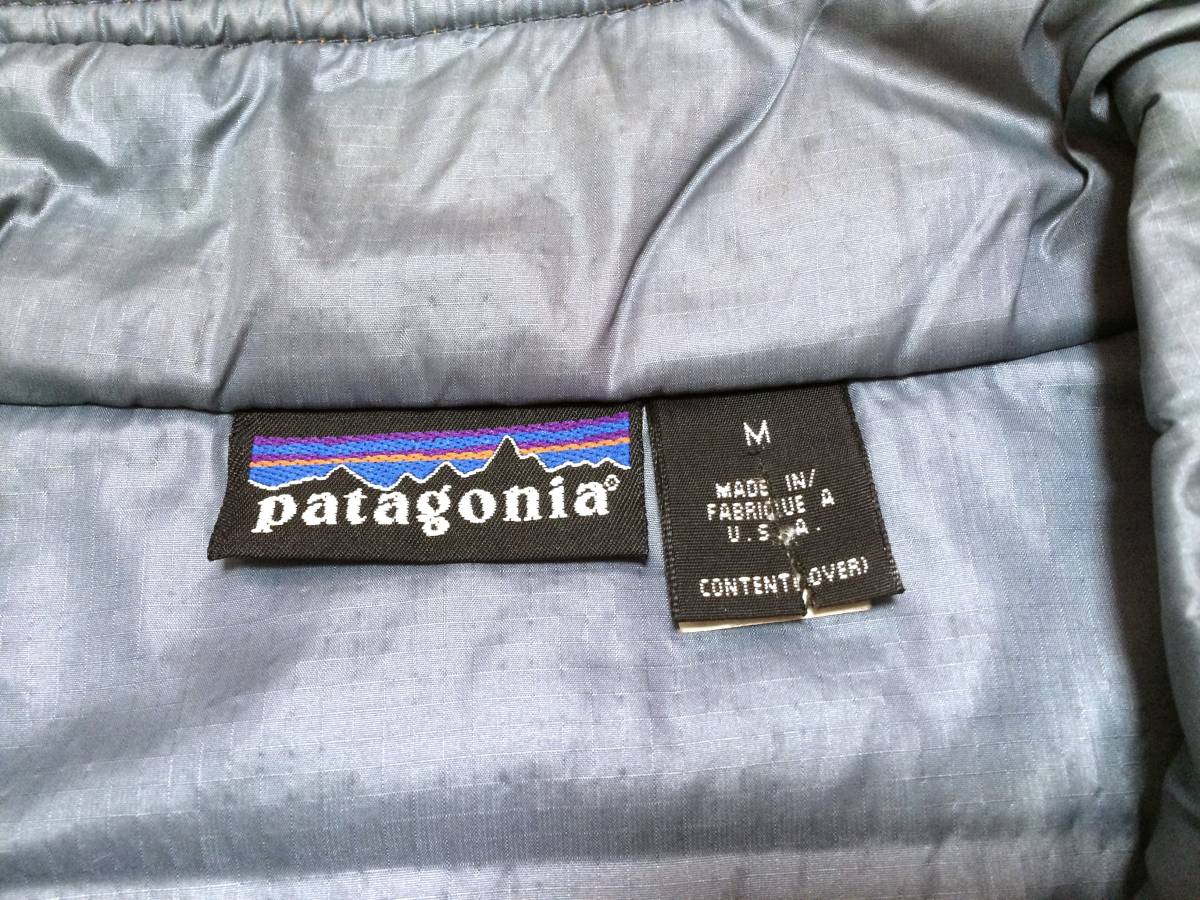 patagonia®
M
MADE IN/
FABRIQUE A
U.S.A.
CONTENT(OVER)